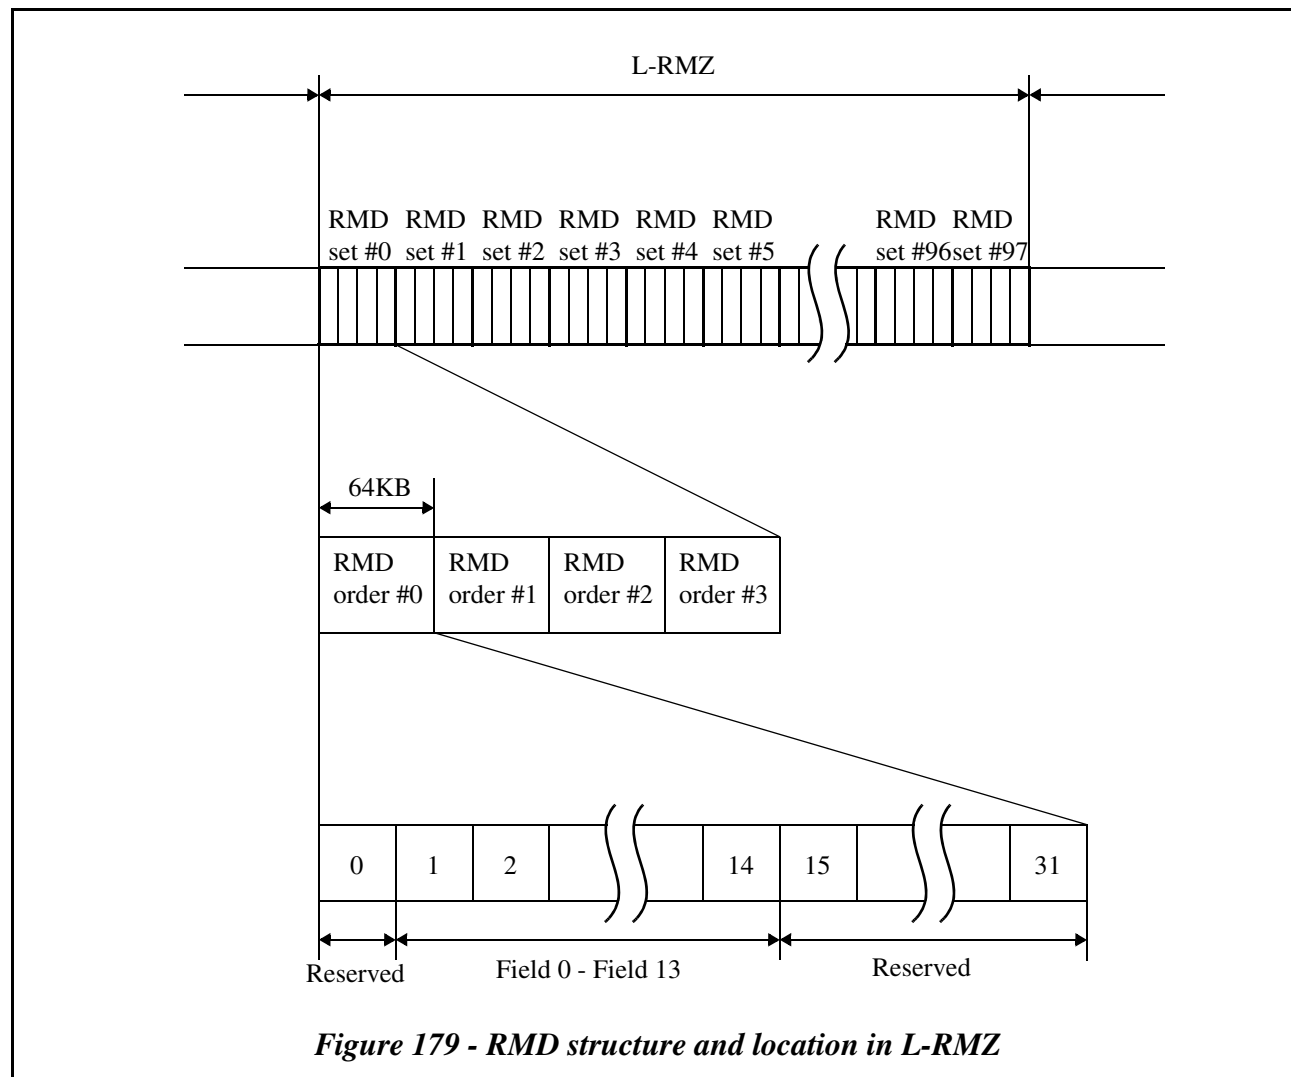 L-RMZ
RMD RMD RMD RMD RMD RMD RMD RMD
set #0 set #1 set #2 set #3 set #4 set #5 set #96 set #97
64KB
RMD RMD RMD RMD
order #0 order #1 order #2 order #3
0 1 2 14 15 31
Reserved Field 0 - Field 13 Reserved
Figure 179 - RMD structure and location in L-RMZ